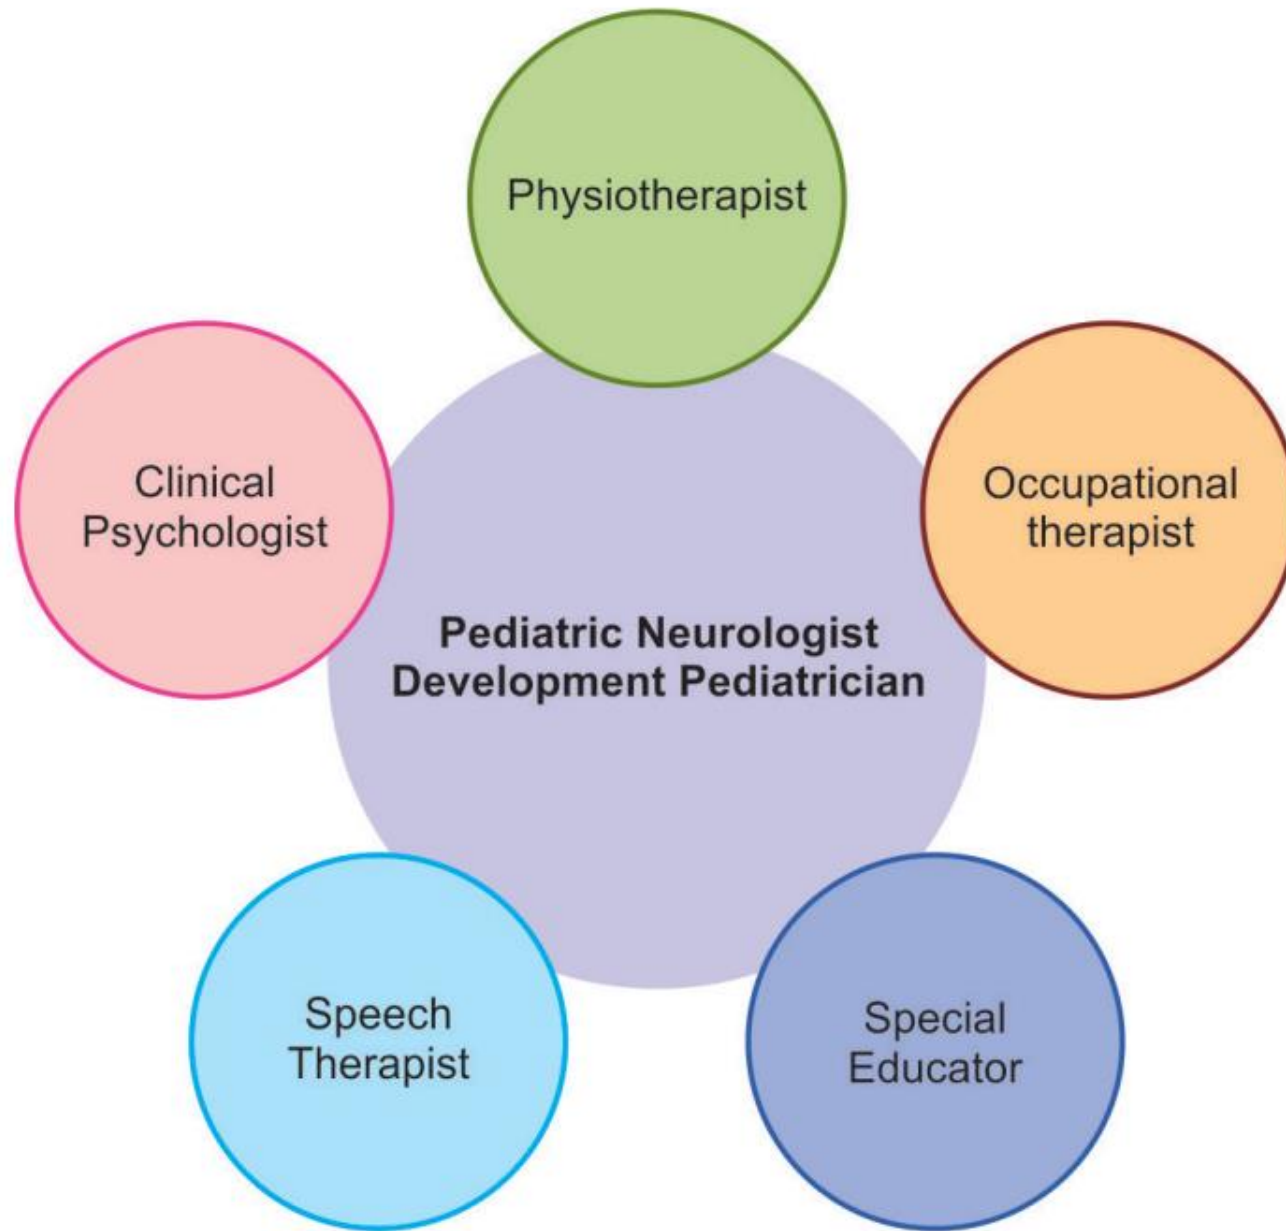 Physiotherapist
Clinical
Psychologist
Occupational
therapist
Pediatric Neurologist
Development Pediatrician
Speech
Therapist
Special
Educator